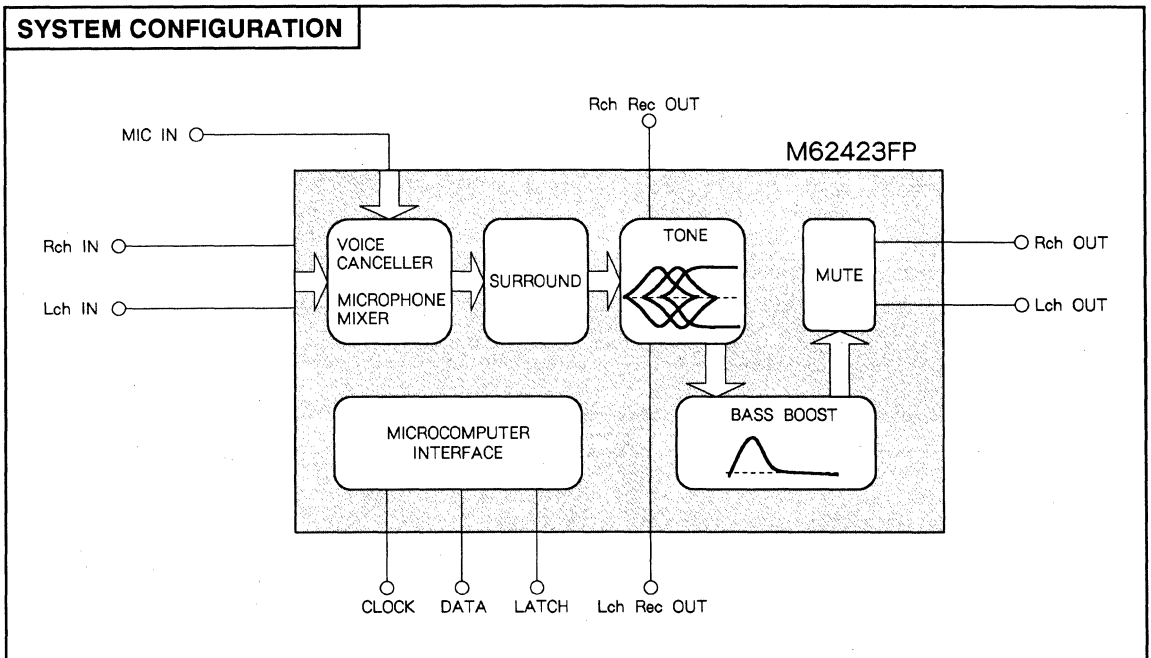 SYSTEM CONFIGURATION
Rch Rec OUT
MIC IN
M62423FP
Rch IN
Lch IN
VOICE
CANCELLER
MICROPHONE
MIXER
SURROUND
TONE
MUTE
Rch OUT
Lch OUT
MICROCOMPUTER
INTERFACE
BASS BOOST
CLOCK
DATA
LATCH
Lch Rec OUT